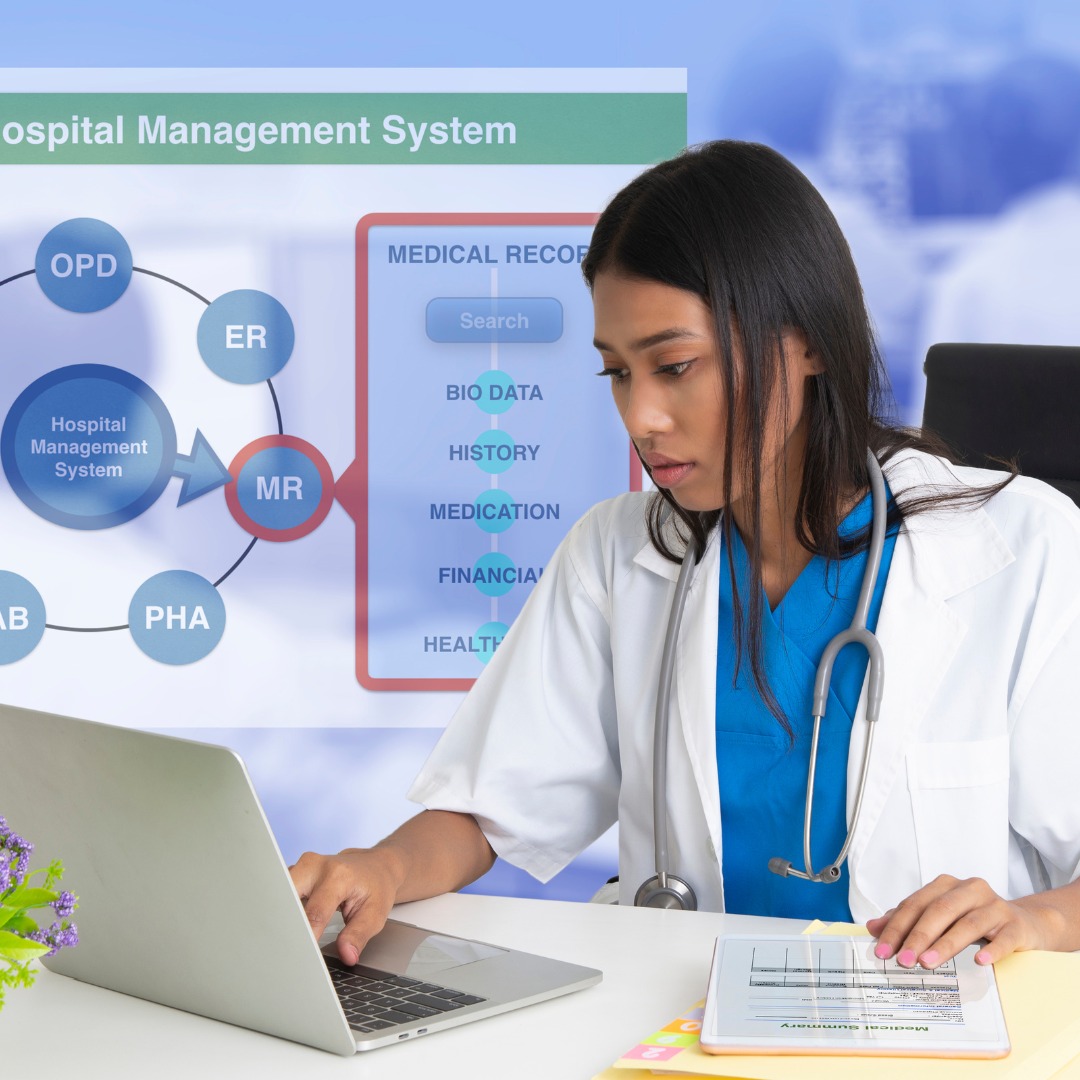 ospital Management System
OPD
ER
Hospital
Management
System
MR
AB
PHA
MEDICAL RECOR
Search
BIO DATA
HISTORY
MEDICATION
FINANCIAL
HEALTH
Medical Summary